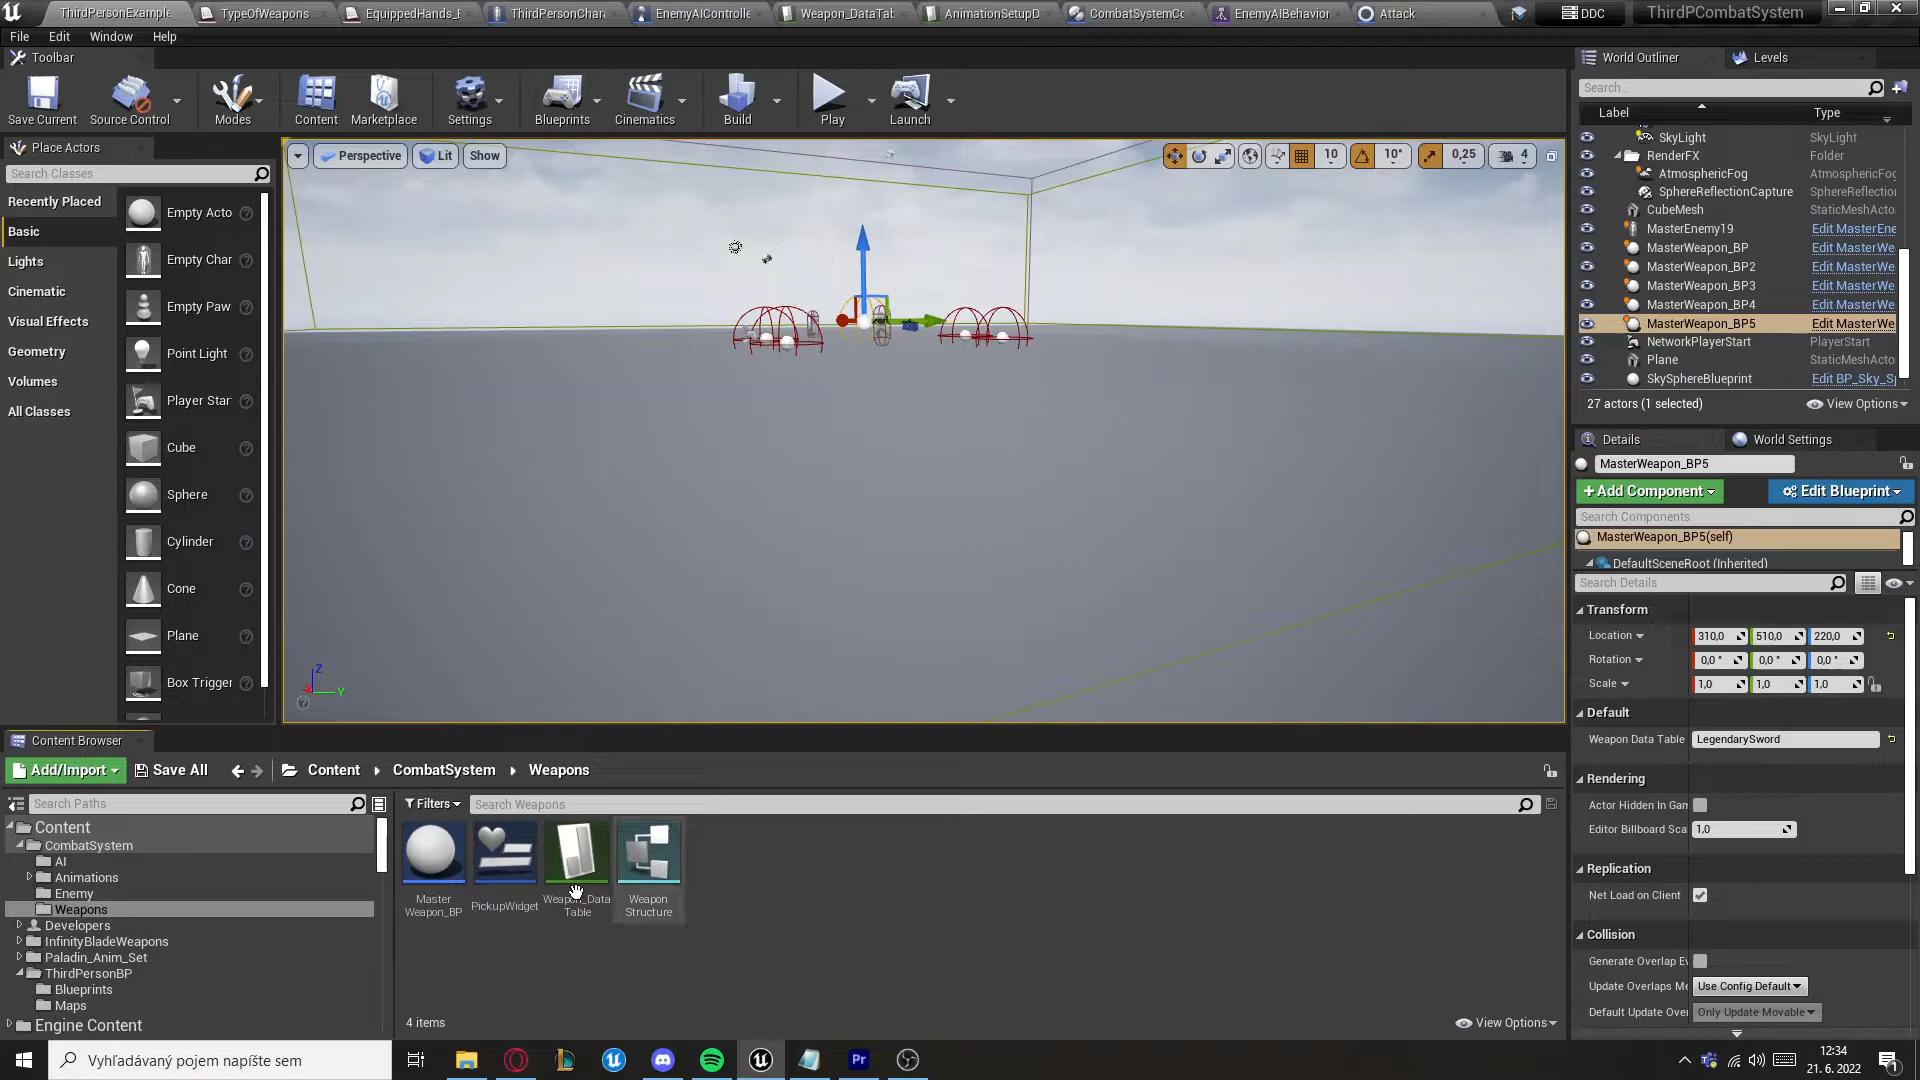 ThirdPersonExample
TypeOfWeapons
EquippedHands_E
ThirdPersonChar
EnemyAIControlle
Weapon_DataTab
AnimationSetupD
CombatSystemCo
EnemyAIBehavior
Attack
DDC
ThirdPCombatSystem
File Edit Window Help
Toolbar
Save Current
Source Control
Modes
Content
Marketplace
Settings
Blueprints
Cinematics
Build
Play
Launch
Place Actors
Search Classes
Recently Placed
Basic
Lights
Cinematic
Visual Effects
Geometry
Volumes
All Classes
Empty Acto
Empty Char
Empty Paw
Point Light
Player Star
Cube
Sphere
Cylinder
Cone
Plane
Box Trigger
Perspective
Lit
Show
10
10°
0,25
4
Z
Y
World Outliner
Levels
Search...
Label Type
SkyLight SkyLight
RenderFX Folder
AtmosphericFog AtmosphericFog
SphereReflectionCapture SphereReflection
CubeMesh StaticMeshActo
MasterEnemy19 Edit MasterEne
MasterWeapon_BP Edit MasterWe
MasterWeapon_BP2 Edit MasterWe
MasterWeapon_BP3 Edit MasterWe
MasterWeapon_BP4 Edit MasterWe
MasterWeapon_BP5 Edit MasterWe
NetworkPlayerStart PlayerStart
Plane StaticMeshActo
SkySphereBlueprint Edit BP_Sky_Sp
27 actors (1 selected)
View Options
Details
World Settings
MasterWeapon_BP5
+Add Component
Edit Blueprint
Search Components
MasterWeapon_BP5(self)
DefaultSceneRoot (Inherited)
Search Details
Transform
Location 310,0 510,0 220,0
Rotation 0,0 ° 0,0 ° 0,0 °
Scale 1,0 1,0 1,0
Default
Weapon Data Table LegendarySword
Rendering
Actor Hidden In Gam
Editor Billboard Sca 1,0
Replication
Net Load on Client
Collision
Generate Overlap Ev
Update Overlaps Me Use Config Default
Default Update Over Only Update Movable
Content Browser
Add/Import
Save All
Content
CombatSystem
Weapons
Search Paths
Filters
Search Weapons
Content
CombatSystem
AI
Animations
Enemy
Weapons
Developers
InfinityBladeWeapons
Paladin_Anim_Set
ThirdPersonBP
Blueprints
Maps
Engine Content
Master
Weapon_BP
PickupWidget
Weapon_Data
Table
Weapon
Structure
4 items
View Options
Vyhľadávaný pojem napíšte sem
Pr
12:34
21. 6. 2022
1